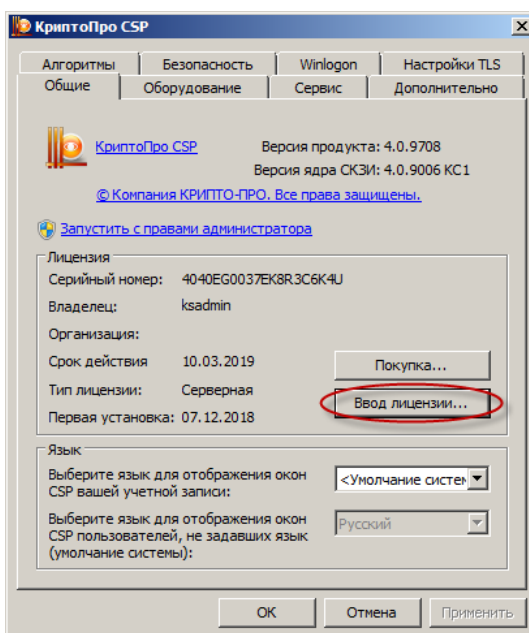 КриптоПро CSP
Алгоритмы Безопасность Winlogon Настройки TLS
Общие Оборудование Сервис Дополнительно
КриптоПро CSP Версия продукта: 4.0.9708
Версия ядра СКЗИ: 4.0.9006 КС1
© Компания КРИПТО-ПРО. Все права защищены.
Запустить с правами администратора
Лицензия
Серийный номер: 4040EG0037EK8R3C6K4U
Владелец: ksadmin
Организация:
Срок действия 10.03.2019 Покупка...
Тип лицензии: Серверная Ввод лицензии...
Первая установка: 07.12.2018
Язык
Выберите язык для отображения окон
CSP вашей учетной записи: <Умолчание систем
Выберите язык для отображения окон
CSP пользователей, не задавших язык Русский
(умолчание системы):
ОК Отмена Применить